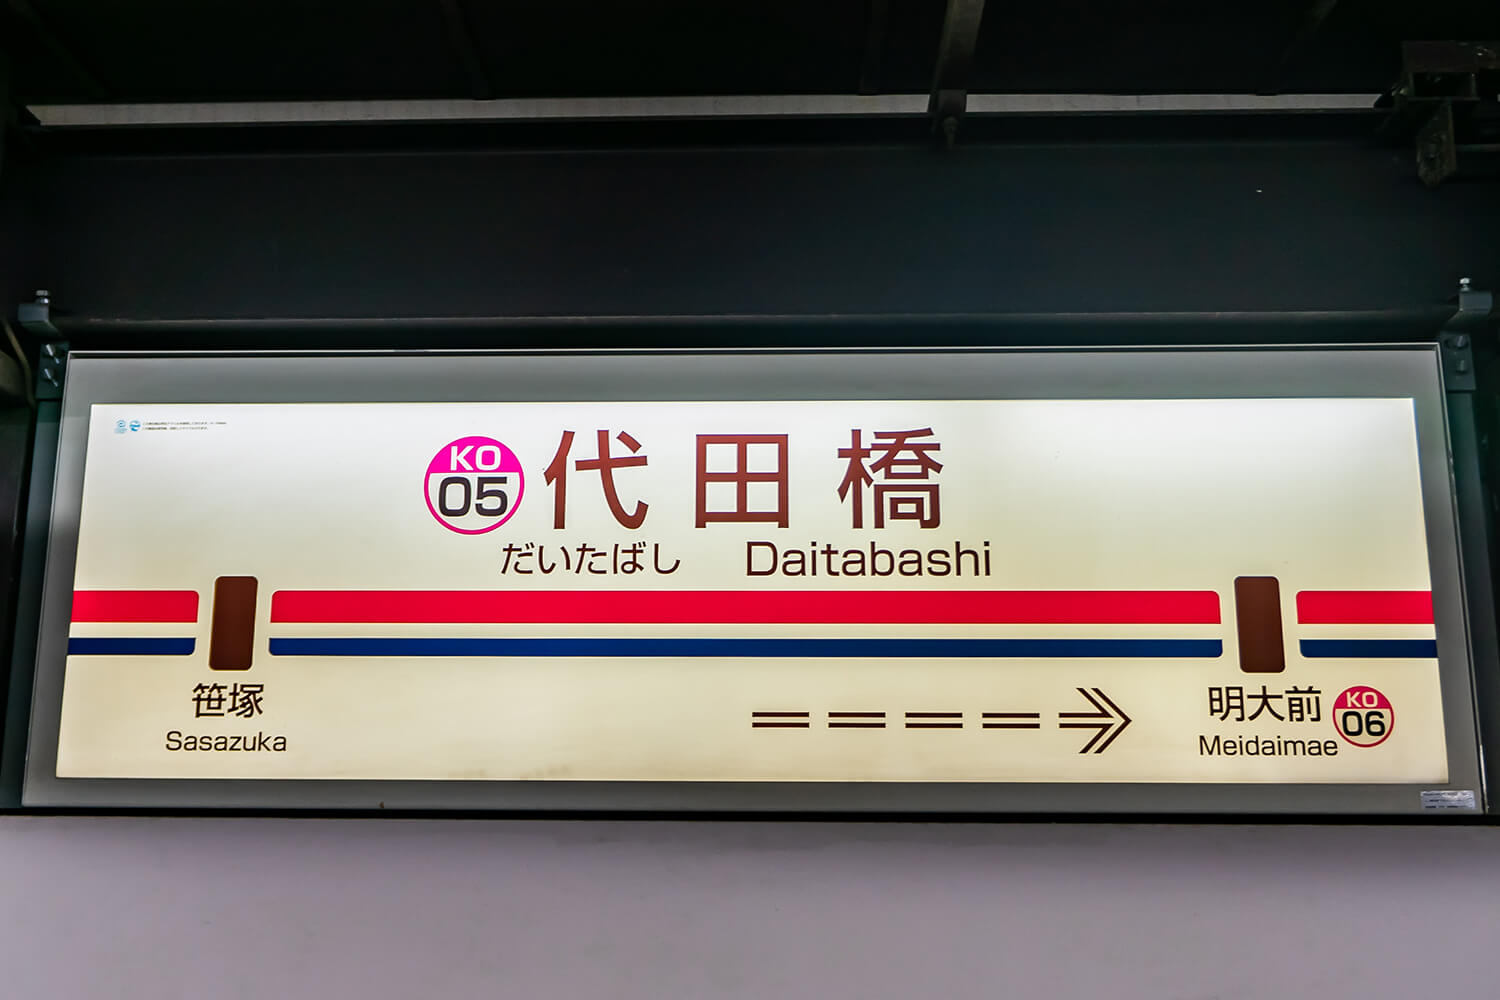 KO
05
代田橋
だいたばし Daitabashi
笹塚
Sasazuka
明大前
Meidaimae
KO
06